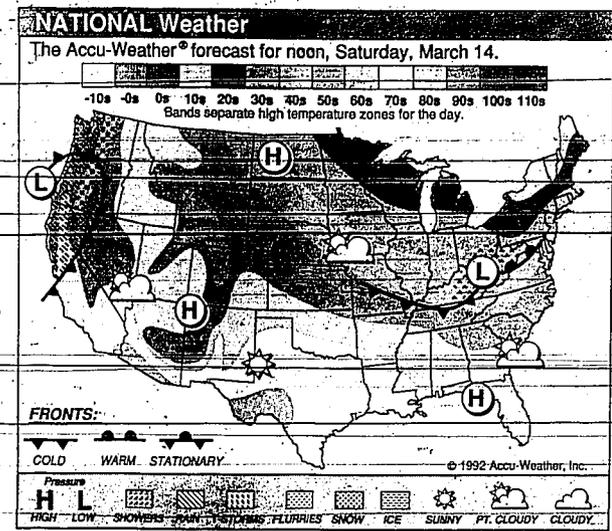 NATIONAL Weather
The Accu-Weather® forecast for noon, Saturday, March 14.
-10s -0s 0s 10s 20s 30s 40s 50s 60s 70s 80s 90s 100s 110s
Bands separate high temperature zones for the day.
H
L
H
L
H
FRONTS:
COLD WARM STATIONARY
© 1992 Accu-Weather, Inc.
Pressure
H L
HIGH LOW SHOWERS RAIN T-STORMS FLURRIES SNOW ICE SUNNY PT. CLOUDY CLOUDY